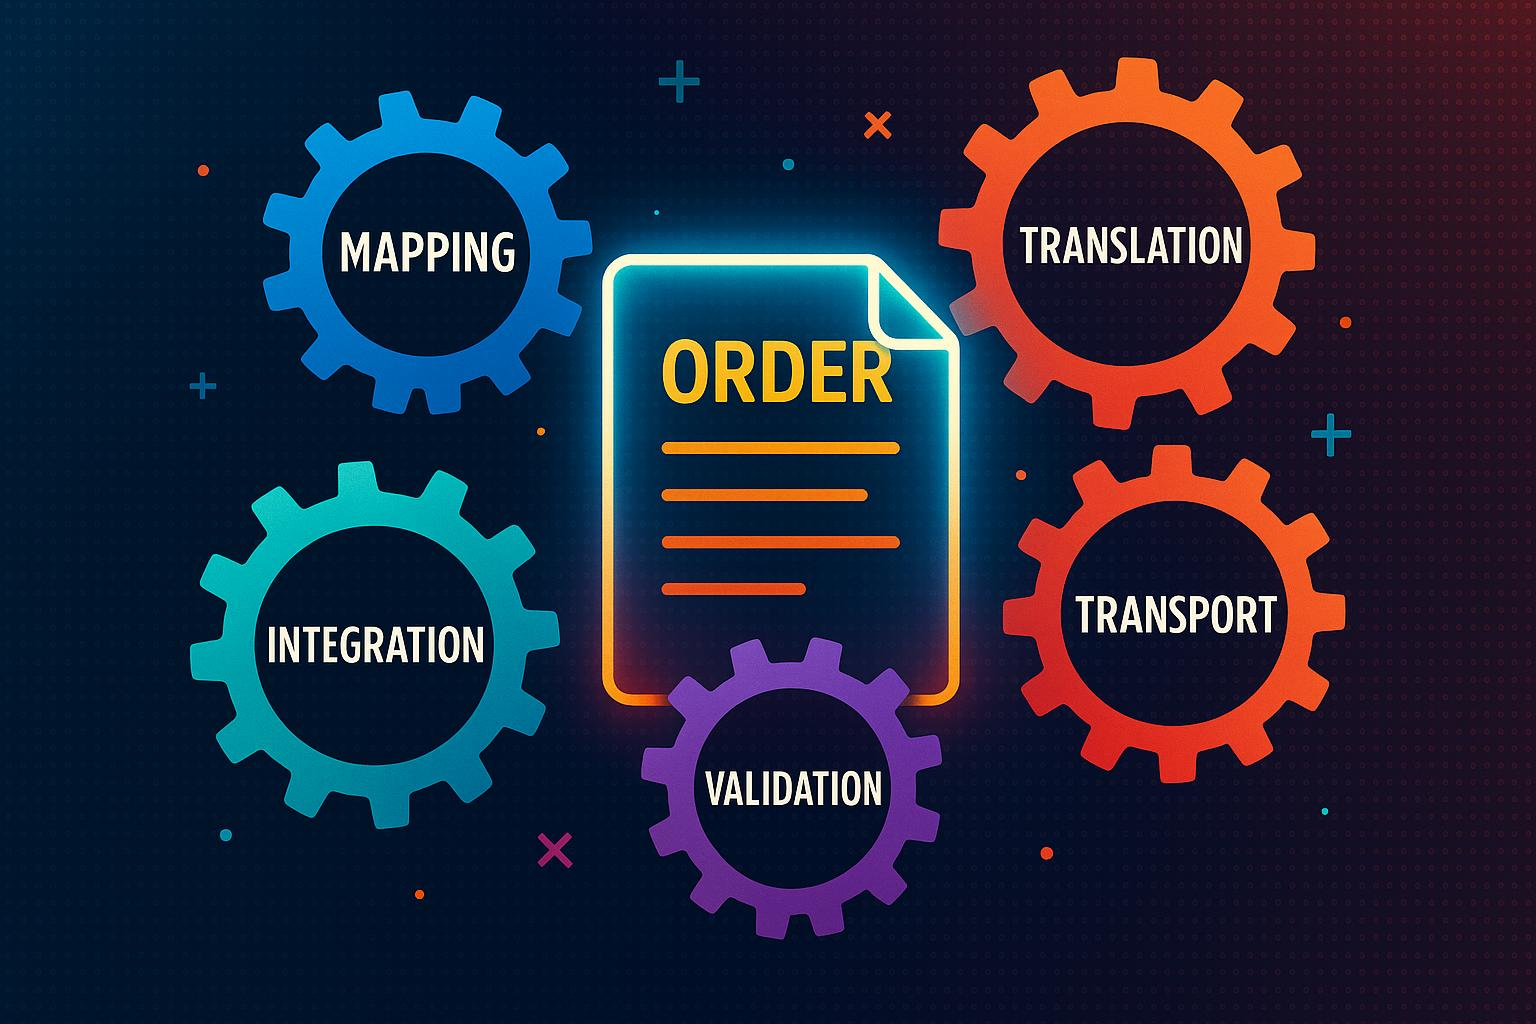 MAPPING
TRANSLATION
ORDER
INTEGRATION
TRANSPORT
VALIDATION